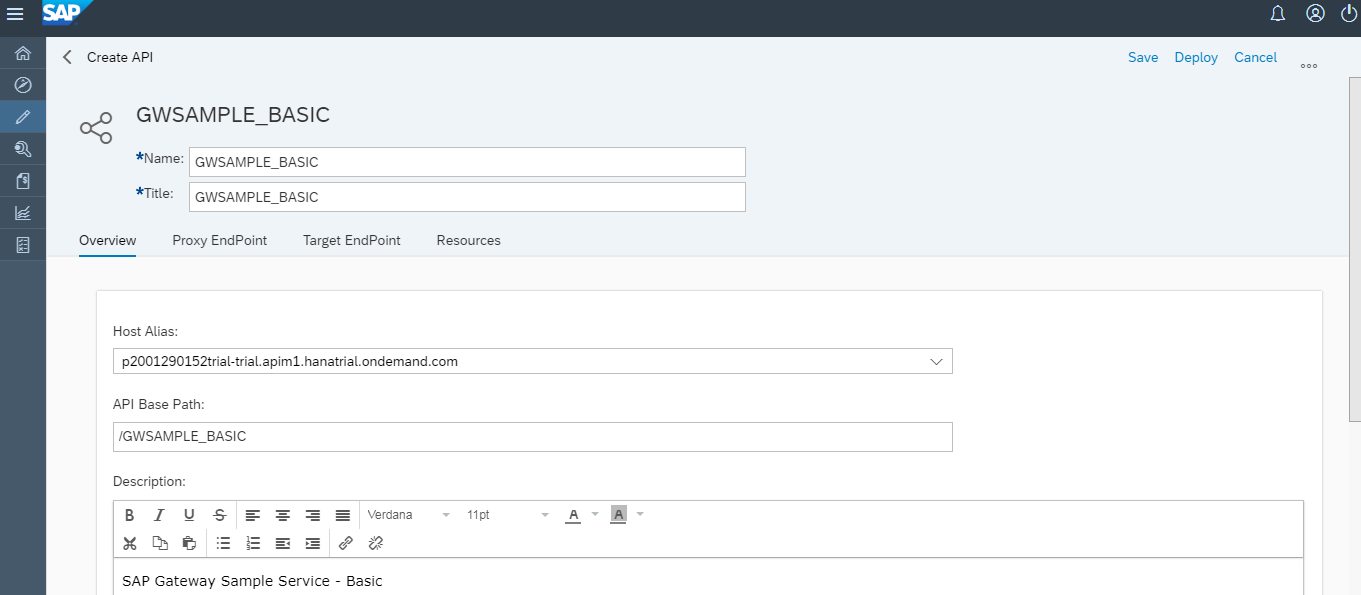 SAP
Create API
Save Deploy Cancel
GWSAMPLE_BASIC
*Name: GWSAMPLE_BASIC
*Title: GWSAMPLE_BASIC
Overview Proxy EndPoint Target EndPoint Resources
Host Alias:
p2001290152trial-trial.apim1.hanatrial.ondemand.com
API Base Path:
/GWSAMPLE_BASIC
Description:
B I U S Verdana 11pt A A
SAP Gateway Sample Service - Basic